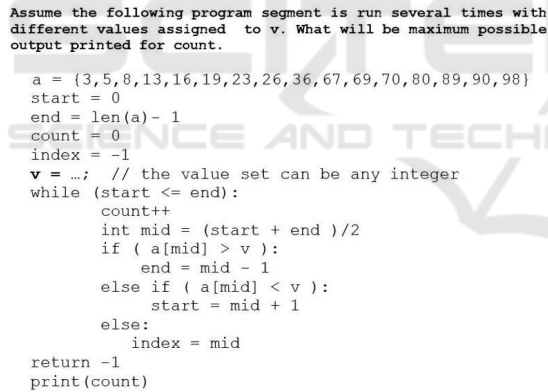 Assume the following program segment is run several times with
different values assigned to v. What will be maximum possible
output printed for count.
a = {3,5,8,13,16,19,23,26,36,67,69,70,80,89,90,98}
start = 0
end = len(a)- 1
count = 0
index = -1
v = …; // the value set can be any integer
while (start <= end):
count++
int mid = (start + end )/2
if ( a[mid] > v ):
end = mid - 1
else if ( a[mid] < v ):
start = mid + 1
else:
index = mid
return -1
print(count)